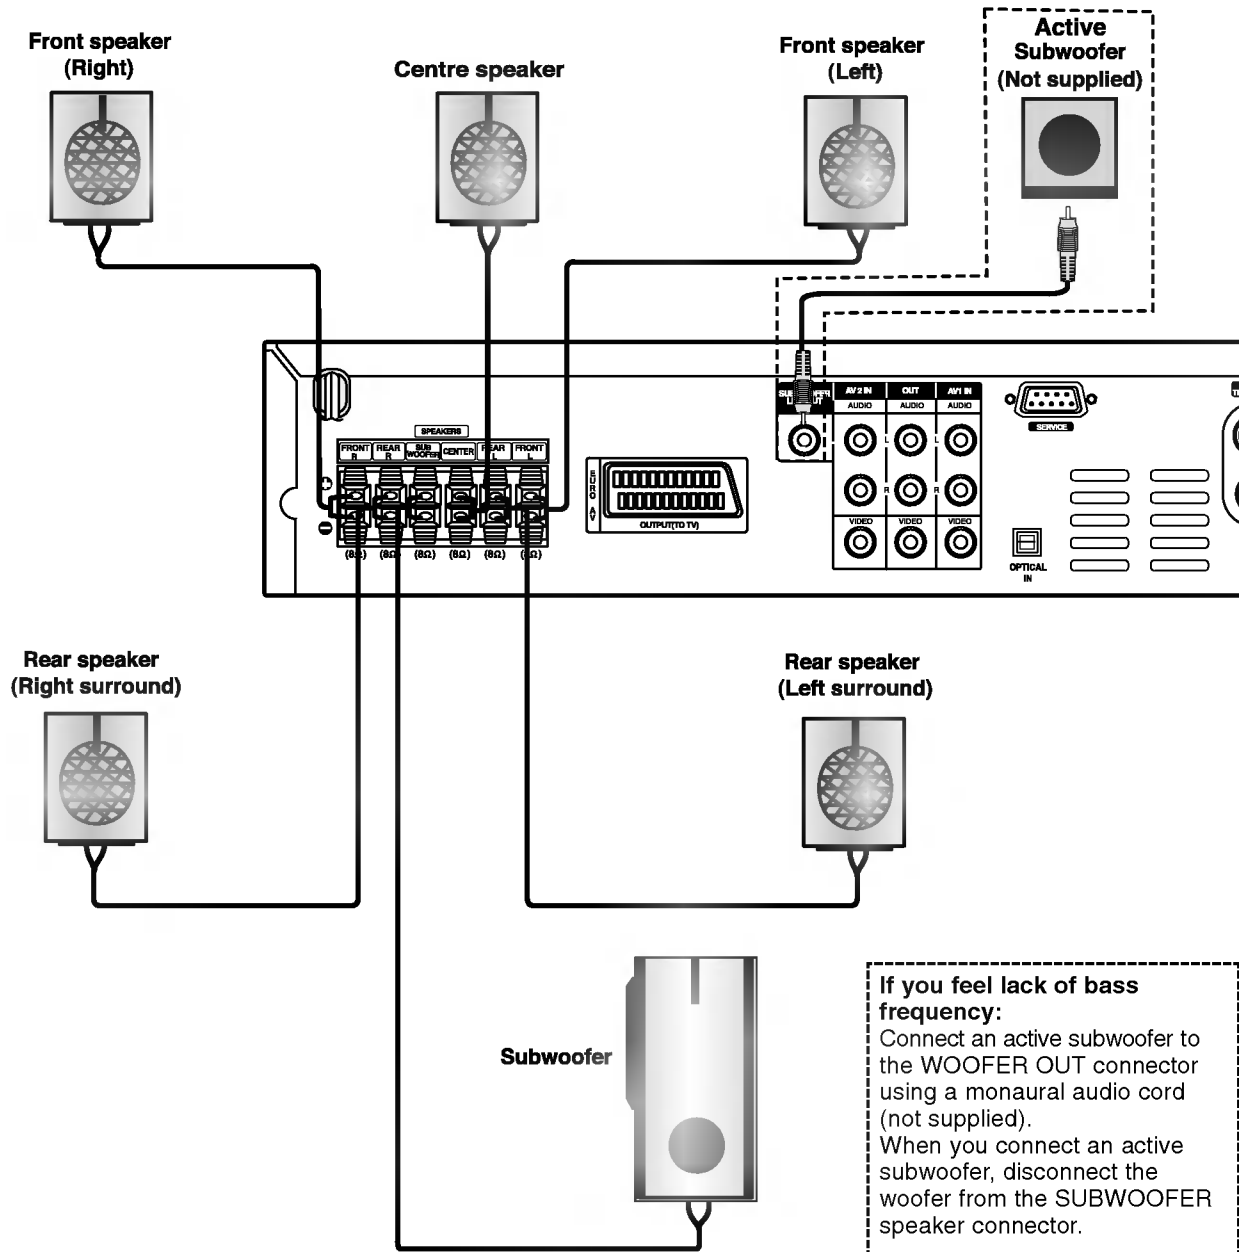 Front speaker
(Right)
Centre speaker
Front speaker
(Left)
Active
Subwoofer
(Not supplied)
AV 2 IN
OUT
AV1 IN
AUDIO
AUDIO
AUDIO
L
L
R
R
VIDEO
VIDEO
VIDEO
SERVICE
SPEAKERS
FRONT
R
REAR
R
SUB
WOOFER
CENTER
REAR
L
FRONT
L
+
−
(8Ω)
(8Ω)
(8Ω)
(8Ω)
(8Ω)
(8Ω)
EURO AV
OUTPUT(TO TV)
OPTICAL
IN
Rear speaker
(Right surround)
Rear speaker
(Left surround)
Subwoofer
If you feel lack of bass
frequency:
Connect an active subwoofer to
the WOOFER OUT connector
using a monaural audio cord
(not supplied).
When you connect an active
subwoofer, disconnect the
woofer from the SUBWOOFER
speaker connector.